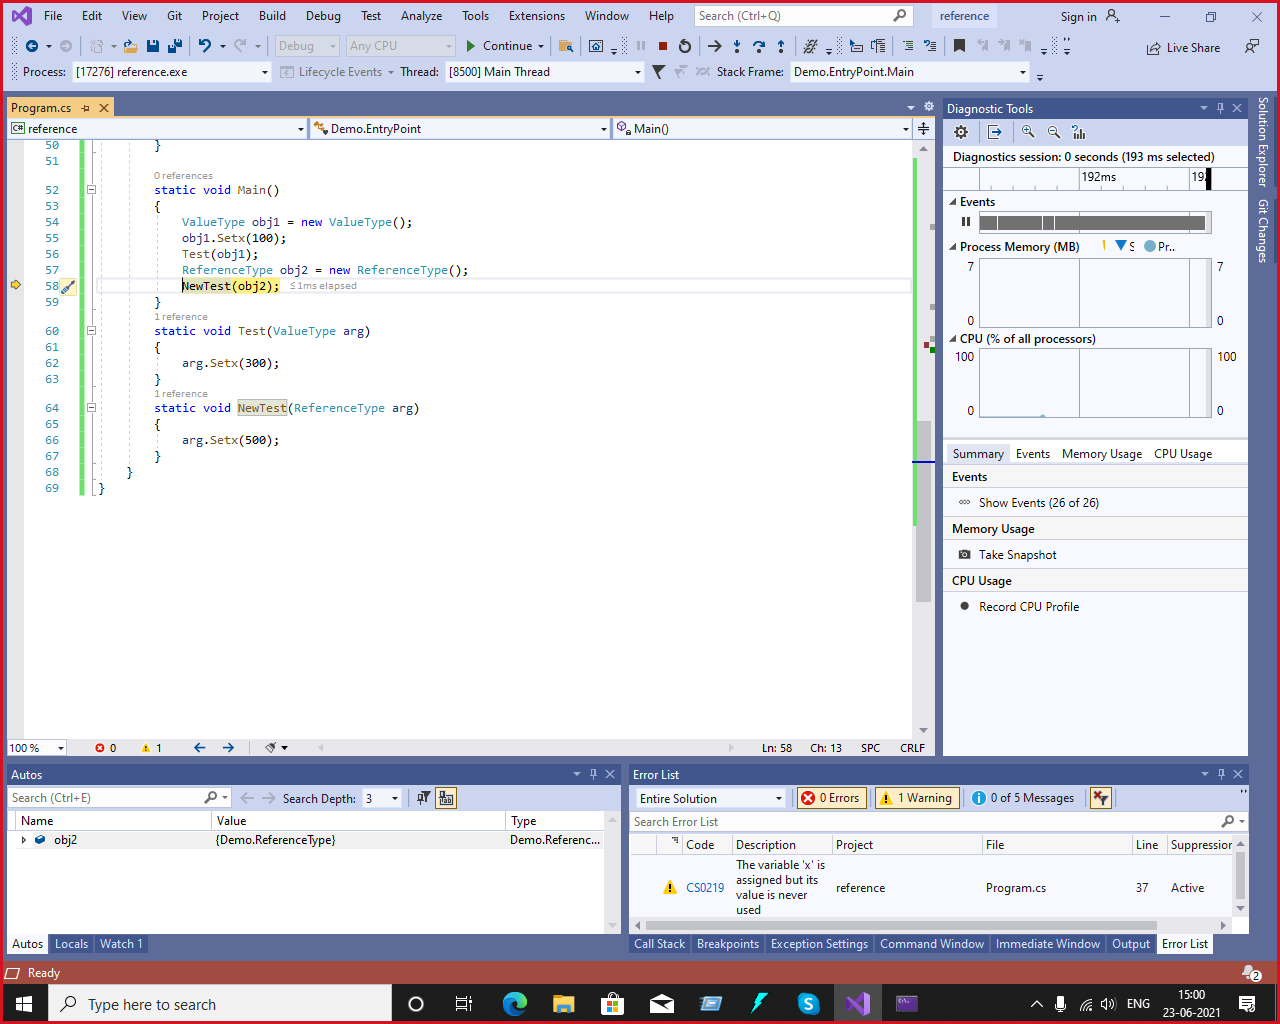 File Edit View Git Project Build Debug Test Analyze Tools Extensions Window Help Search (Ctrl+Q) reference Sign in
Debug Any CPU Continue Live Share
Process: [17276] reference.exe Lifecycle Events Thread: [8500] Main Thread Stack Frame: Demo.EntryPoint.Main
Program.cs
C# reference Demo.EntryPoint Main()
50 }
51
0 references
52 static void Main()
53 {
54 ValueType obj1 = new ValueType();
55 obj1.Setx(100);
56 Test(obj1);
57 ReferenceType obj2 = new ReferenceType();
58 NewTest(obj2); ≤1ms elapsed
59 }
1 reference
60 static void Test(ValueType arg)
61 {
62 arg.Setx(300);
63 }
1 reference
64 static void NewTest(ReferenceType arg)
65 {
66 arg.Setx(500);
67 }
68 }
69 }
100 % 0 1 Ln: 58 Ch: 13 SPC CRLF
Diagnostic Tools
Diagnostics session: 0 seconds (193 ms selected)
192ms 192
Events
Process Memory (MB) S Pr...
7 7
0 0
CPU (% of all processors)
100 100
0 0
Summary Events Memory Usage CPU Usage
Events
Show Events (26 of 26)
Memory Usage
Take Snapshot
CPU Usage
Record CPU Profile
Solution Explorer
Git Changes
Autos
Search (Ctrl+E) Search Depth: 3
Name Value Type
obj2 {Demo.ReferenceType} Demo.Referenc...
Autos Locals Watch 1
Error List
Entire Solution 0 Errors 1 Warning 0 of 5 Messages
Search Error List
Code Description Project File Line Suppression
CS0219 The variable 'x' is assigned but its value is never used reference Program.cs 37 Active
Call Stack Breakpoints Exception Settings Command Window Immediate Window Output Error List
Ready 2
Type here to search ENG 15:00
23-06-2021